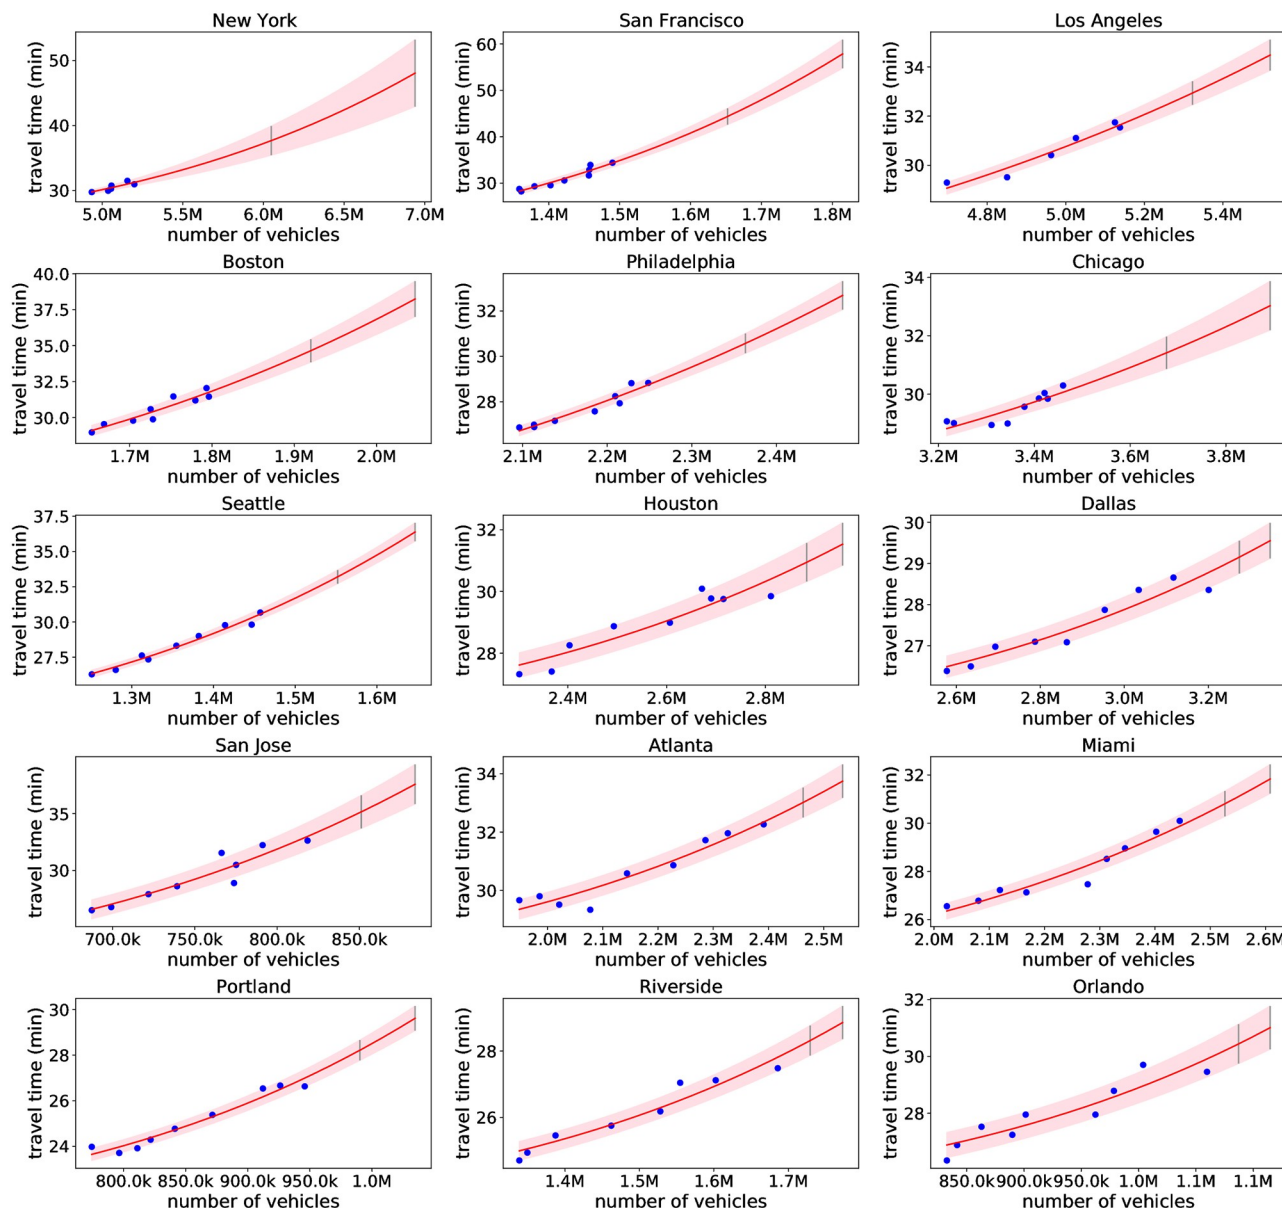 New York
travel time (min)
50
40
30
5.0M 5.5M 6.0M 6.5M 7.0M
number of vehicles
San Francisco
travel time (min)
60
50
40
30
1.4M 1.5M 1.6M 1.7M 1.8M
number of vehicles
Los Angeles
travel time (min)
34
32
30
4.8M 5.0M 5.2M 5.4M
number of vehicles
Boston
travel time (min)
40.0
37.5
35.0
32.5
30.0
1.7M 1.8M 1.9M 2.0M
number of vehicles
Philadelphia
travel time (min)
32
30
28
2.1M 2.2M 2.3M 2.4M
number of vehicles
Chicago
travel time (min)
34
32
30
3.2M 3.4M 3.6M 3.8M
number of vehicles
Seattle
travel time (min)
37.5
35.0
32.5
30.0
27.5
1.3M 1.4M 1.5M 1.6M
number of vehicles
Houston
travel time (min)
32
30
28
2.4M 2.6M 2.8M
number of vehicles
Dallas
travel time (min)
30
29
28
27
26
2.6M 2.8M 3.0M 3.2M
number of vehicles
San Jose
travel time (min)
35
30
700.0k 750.0k 800.0k 850.0k
number of vehicles
Atlanta
travel time (min)
34
32
30
2.0M 2.1M 2.2M 2.3M 2.4M 2.5M
number of vehicles
Miami
travel time (min)
32
30
28
26
2.0M 2.1M 2.2M 2.3M 2.4M 2.5M 2.6M
number of vehicles
Portland
travel time (min)
30
28
26
24
800.0k 850.0k 900.0k 950.0k 1.0M
number of vehicles
Riverside
travel time (min)
28
26
1.4M 1.5M 1.6M 1.7M
number of vehicles
Orlando
travel time (min)
32
30
28
850.0k 900.0k 950.0k 1.0M 1.1M 1.1M
number of vehicles